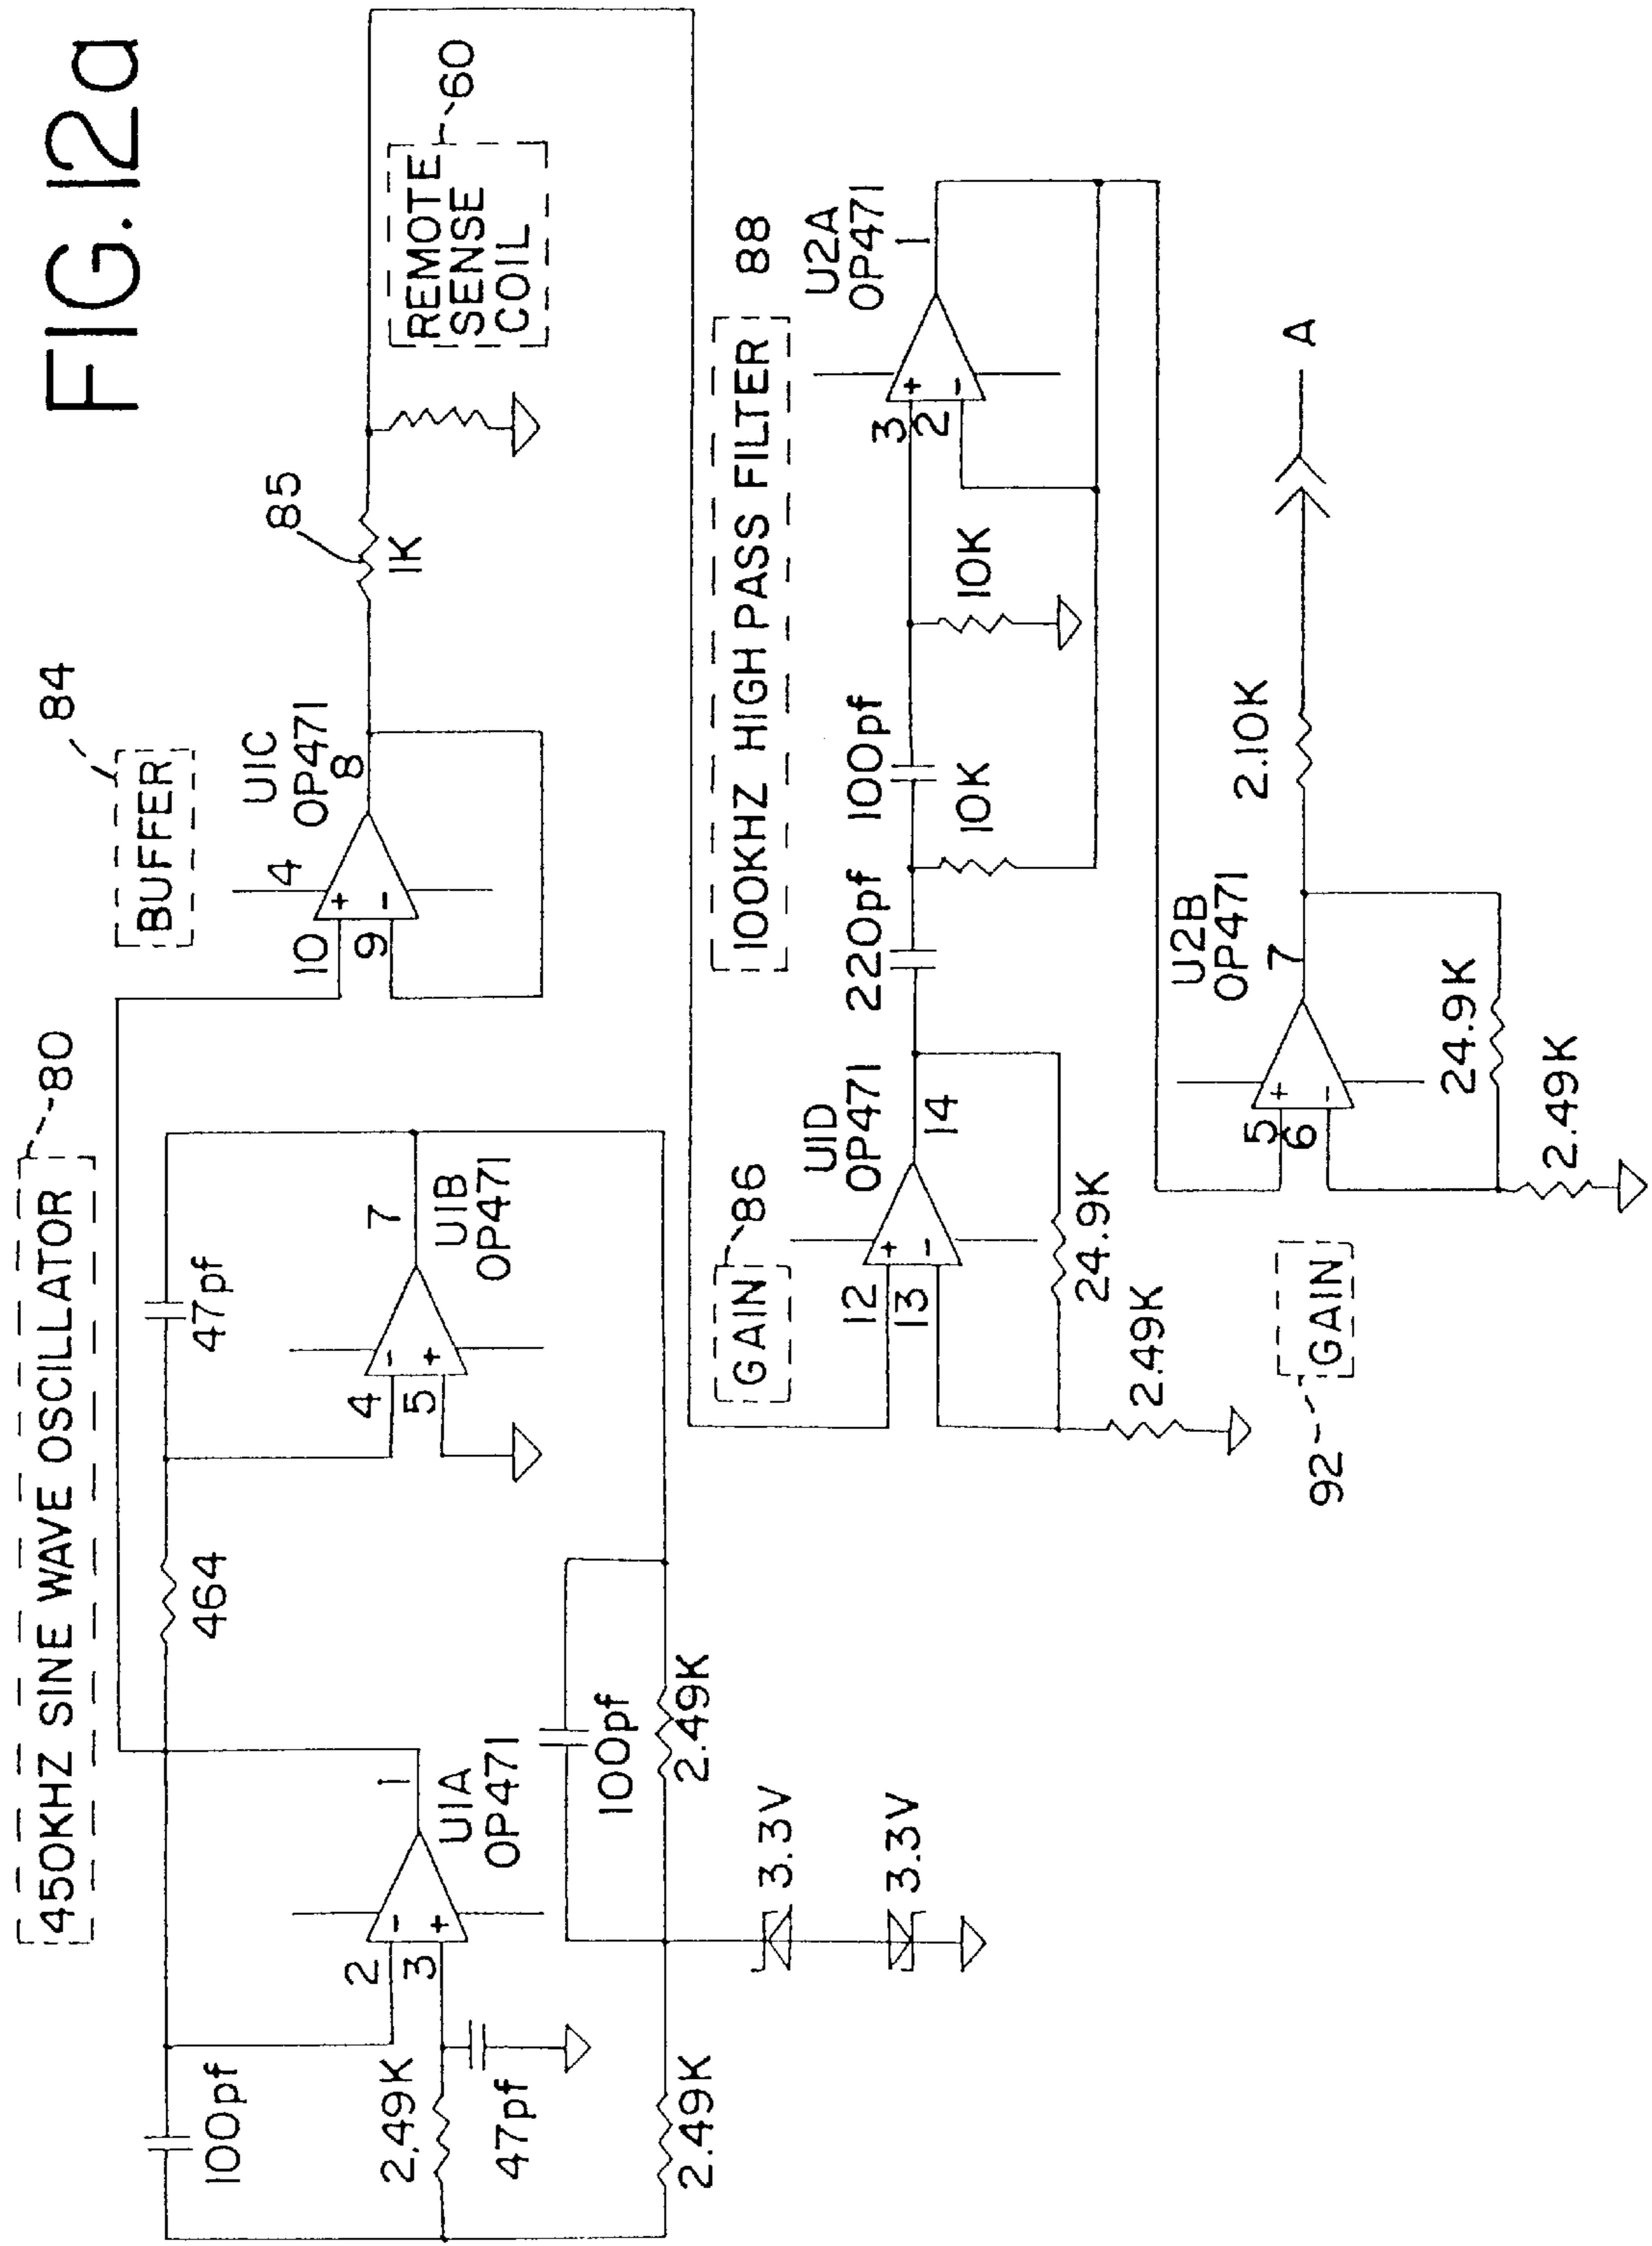 FIG. 12a
450KHZ SINE WAVE OSCILLATOR
80
100pf
2
3
1
U1A
OP471
2.49K
47pf
464
47pf
4
5
7
U1B
OP471
100pf
2.49K
2.49K
3.3V
3.3V
BUFFER
84
10
9
4
U1C
OP471
8
85
1K
REMOTE
SENSE
COIL
60
GAIN
86
12
13
U1D
OP471
14
24.9K
2.49K
100KHZ HIGH PASS FILTER
88
220pf
100pf
10K
10K
3
2
U2A
OP471
1
92
GAIN
5
6
U2B
OP471
7
24.9K
2.49K
2.10K
A